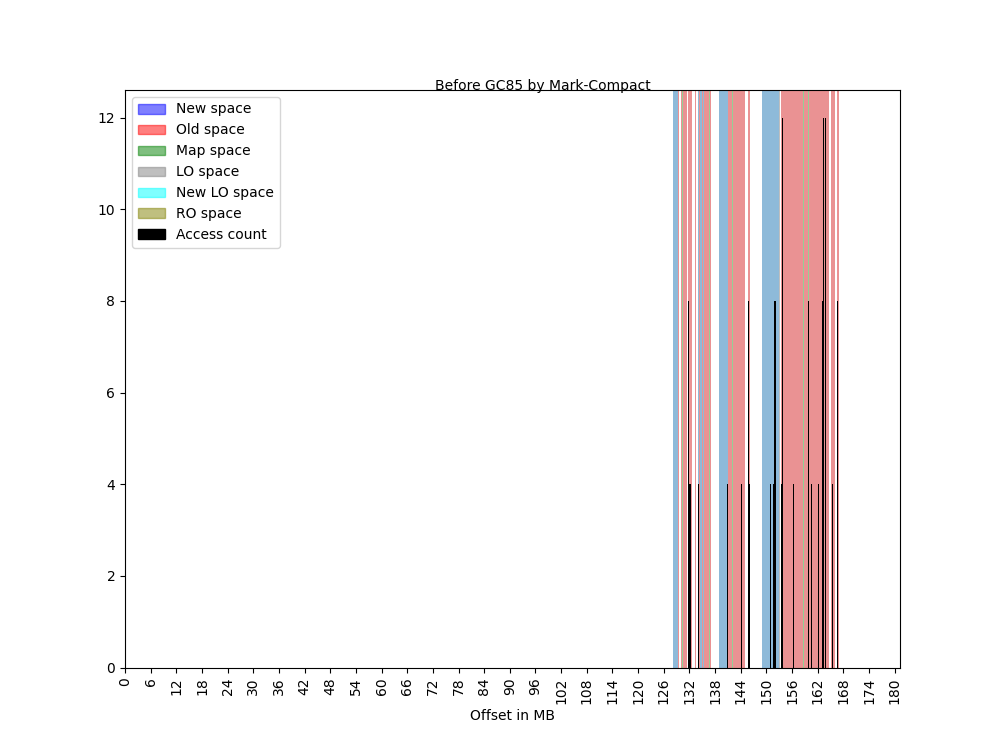 Before GC85 by Mark-Compact
New space
Old space
Map space
LO space
New LO space
RO space
Access count
12
10
8
6
4
2
0
0 6 12 18 24 30 36 42 48 54 60 66 72 78 84 90 96 102 108 114 120 126 132 138 144 150 156 162 168 174 180
Offset in MB